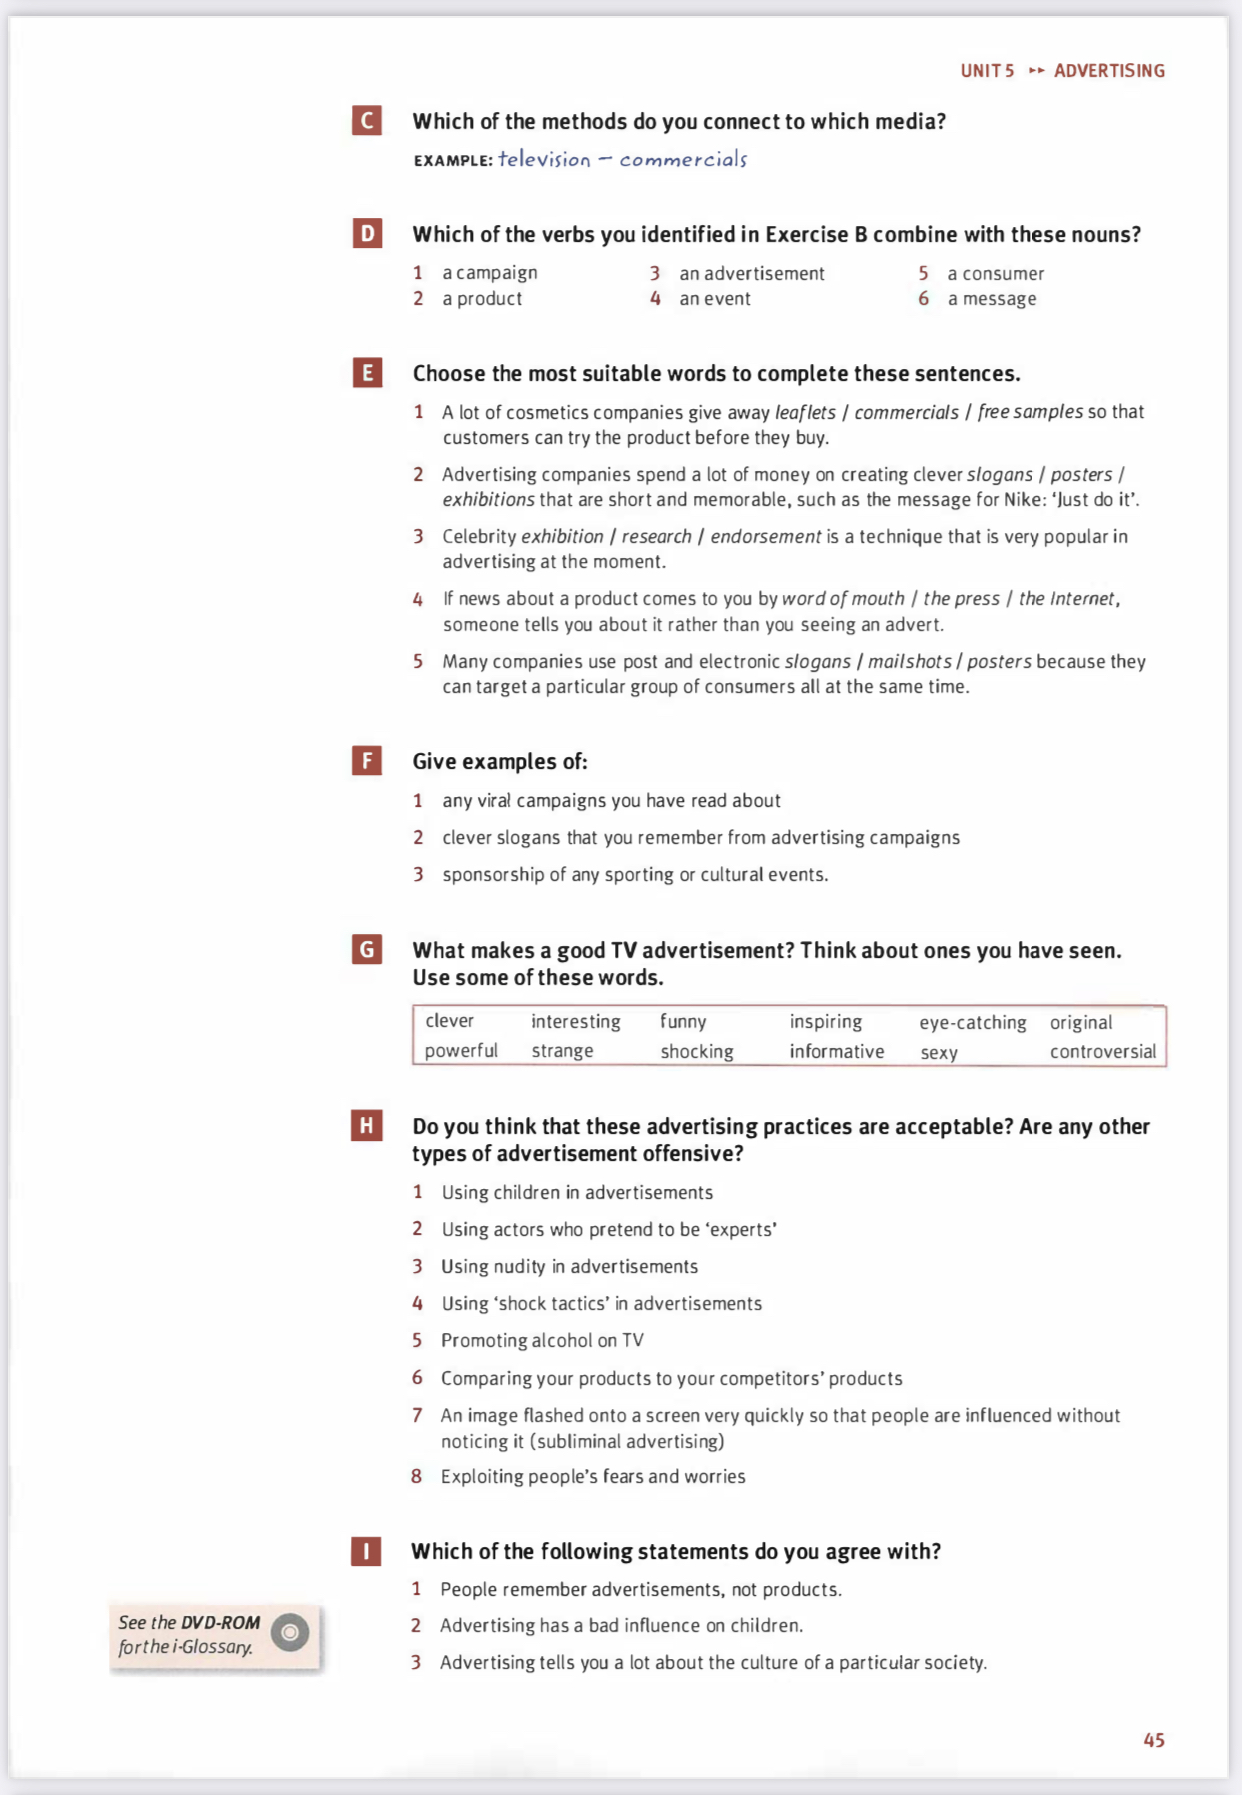 UNIT 5 ►► ADVERTISING
C Which of the methods do you connect to which media?
EXAMPLE: television – commercials
D Which of the verbs you identified in Exercise B combine with these nouns?
1 a campaign 3 an advertisement 5 a consumer
2 a product 4 an event 6 a message
E Choose the most suitable words to complete these sentences.
1 A lot of cosmetics companies give away leaflets / commercials / free samples so that
customers can try the product before they buy.
2 Advertising companies spend a lot of money on creating clever slogans / posters /
exhibitions that are short and memorable, such as the message for Nike: ‘Just do it’.
3 Celebrity exhibition / research / endorsement is a technique that is very popular in
advertising at the moment.
4 If news about a product comes to you by word of mouth / the press / the Internet,
someone tells you about it rather than you seeing an advert.
5 Many companies use post and electronic slogans / mailshots / posters because they
can target a particular group of consumers all at the same time.
F Give examples of:
1 any viral campaigns you have read about
2 clever slogans that you remember from advertising campaigns
3 sponsorship of any sporting or cultural events.
G What makes a good TV advertisement? Think about ones you have seen.
Use some of these words.
clever interesting funny inspiring eye-catching original
powerful strange shocking informative sexy controversial
H Do you think that these advertising practices are acceptable? Are any other
types of advertisement offensive?
1 Using children in advertisements
2 Using actors who pretend to be ‘experts’
3 Using nudity in advertisements
4 Using ‘shock tactics’ in advertisements
5 Promoting alcohol on TV
6 Comparing your products to your competitors’ products
7 An image flashed onto a screen very quickly so that people are influenced without
noticing it (subliminal advertising)
8 Exploiting people’s fears and worries
I Which of the following statements do you agree with?
1 People remember advertisements, not products.
2 Advertising has a bad influence on children.
3 Advertising tells you a lot about the culture of a particular society.
See the DVD-ROM
for the i-Glossary.
45